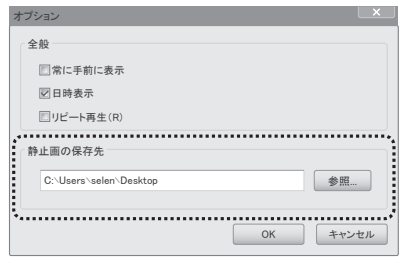 オプション
全般
常に手前に表示
日時表示
リピート再生(R)
静止画の保存先
C:\Users\selen\Desktop
参照...
OK
キャンセル